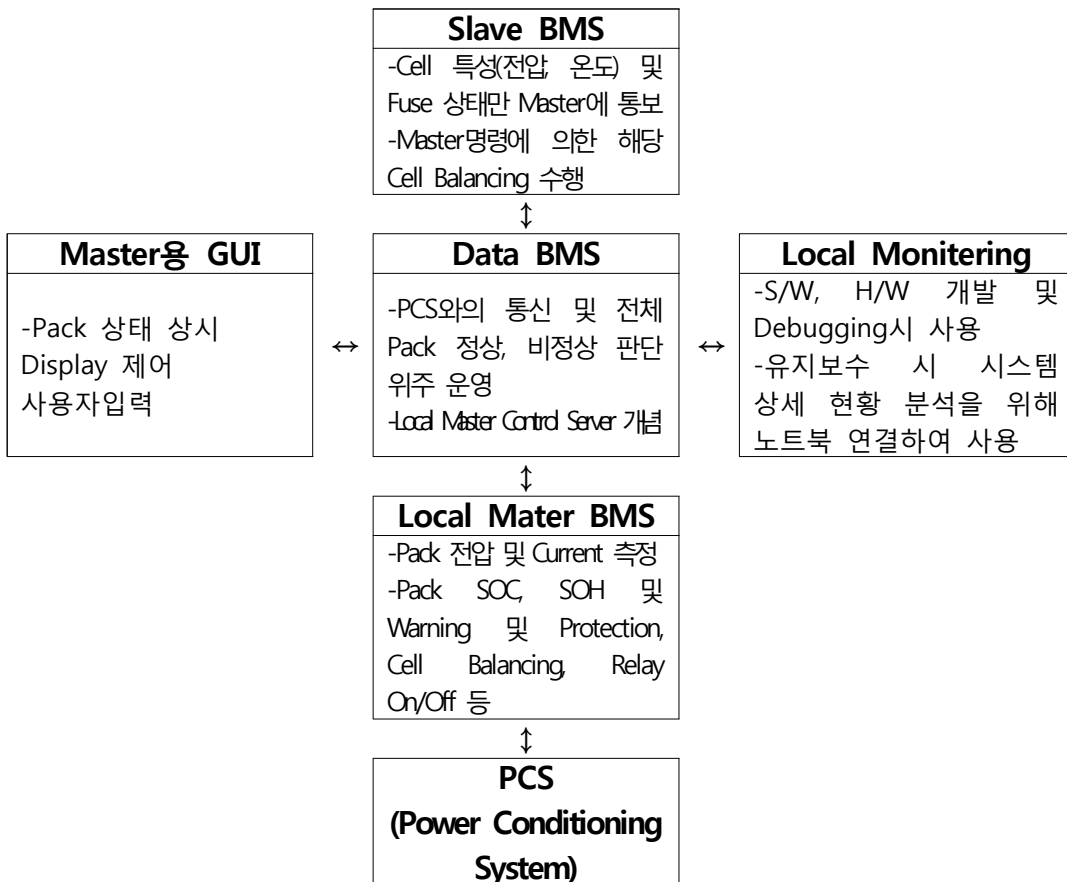 Slave BMS
-Cell 특성(전압, 온도) 및
Fuse 상태만 Master에 통보
-Master명령에 의한 해당
Cell Balancing 수행
↕
Master용 GUI
-Pack 상태 상시
Display 제어
사용자입력
↔
Data BMS
-PCS와의 통신 및 전체
Pack 정상, 비정상 판단
위주 운영
-Local Master Control Server 개념
↔
Local Monitering
-S/W, H/W 개발 및
Debugging시 사용
-유지보수 시 시스템
상세 현황 분석을 위해
노트북 연결하여 사용
↕
Local Mater BMS
-Pack 전압 및 Current 측정
-Pack SOC, SOH 및
Warning 및 Protection,
Cell Balancing, Relay
On/Off 등
↕
PCS
(Power Conditioning
System)